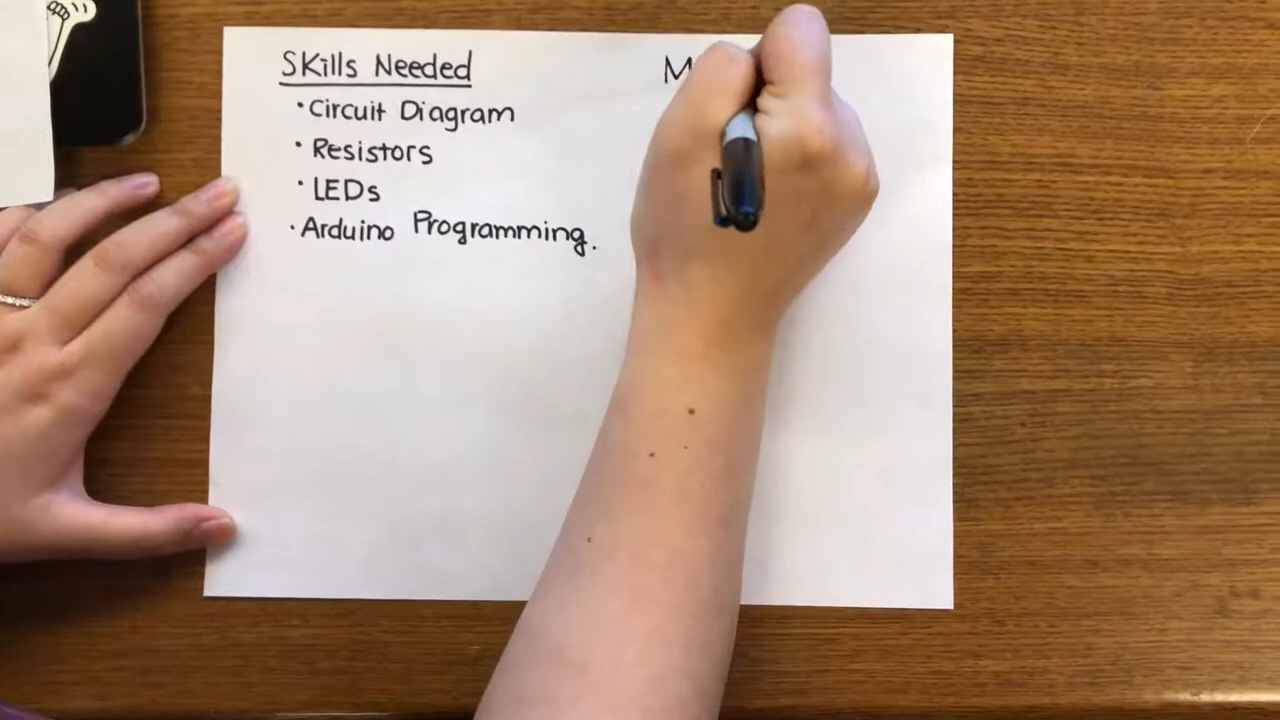 SKills Needed
• Circuit Diagram
• Resistors
• LEDs
• Arduino Programming.